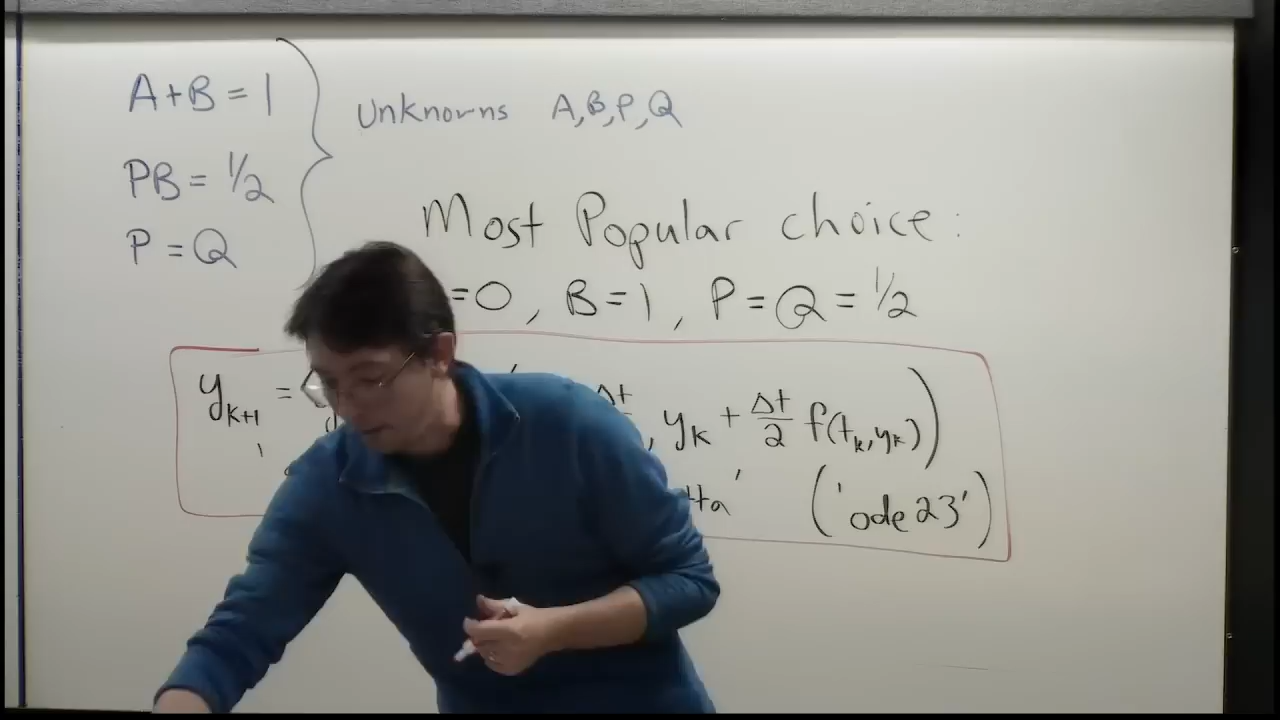 A+B = 1
PB = 1/2
P = Q
Unknowns A,B,P,Q
Most Popular choice:
=0, B=1, P=Q=1/2
y_{k+1} = Δt , y_k + Δt/2 f(t_k,y_k))
('ode23')